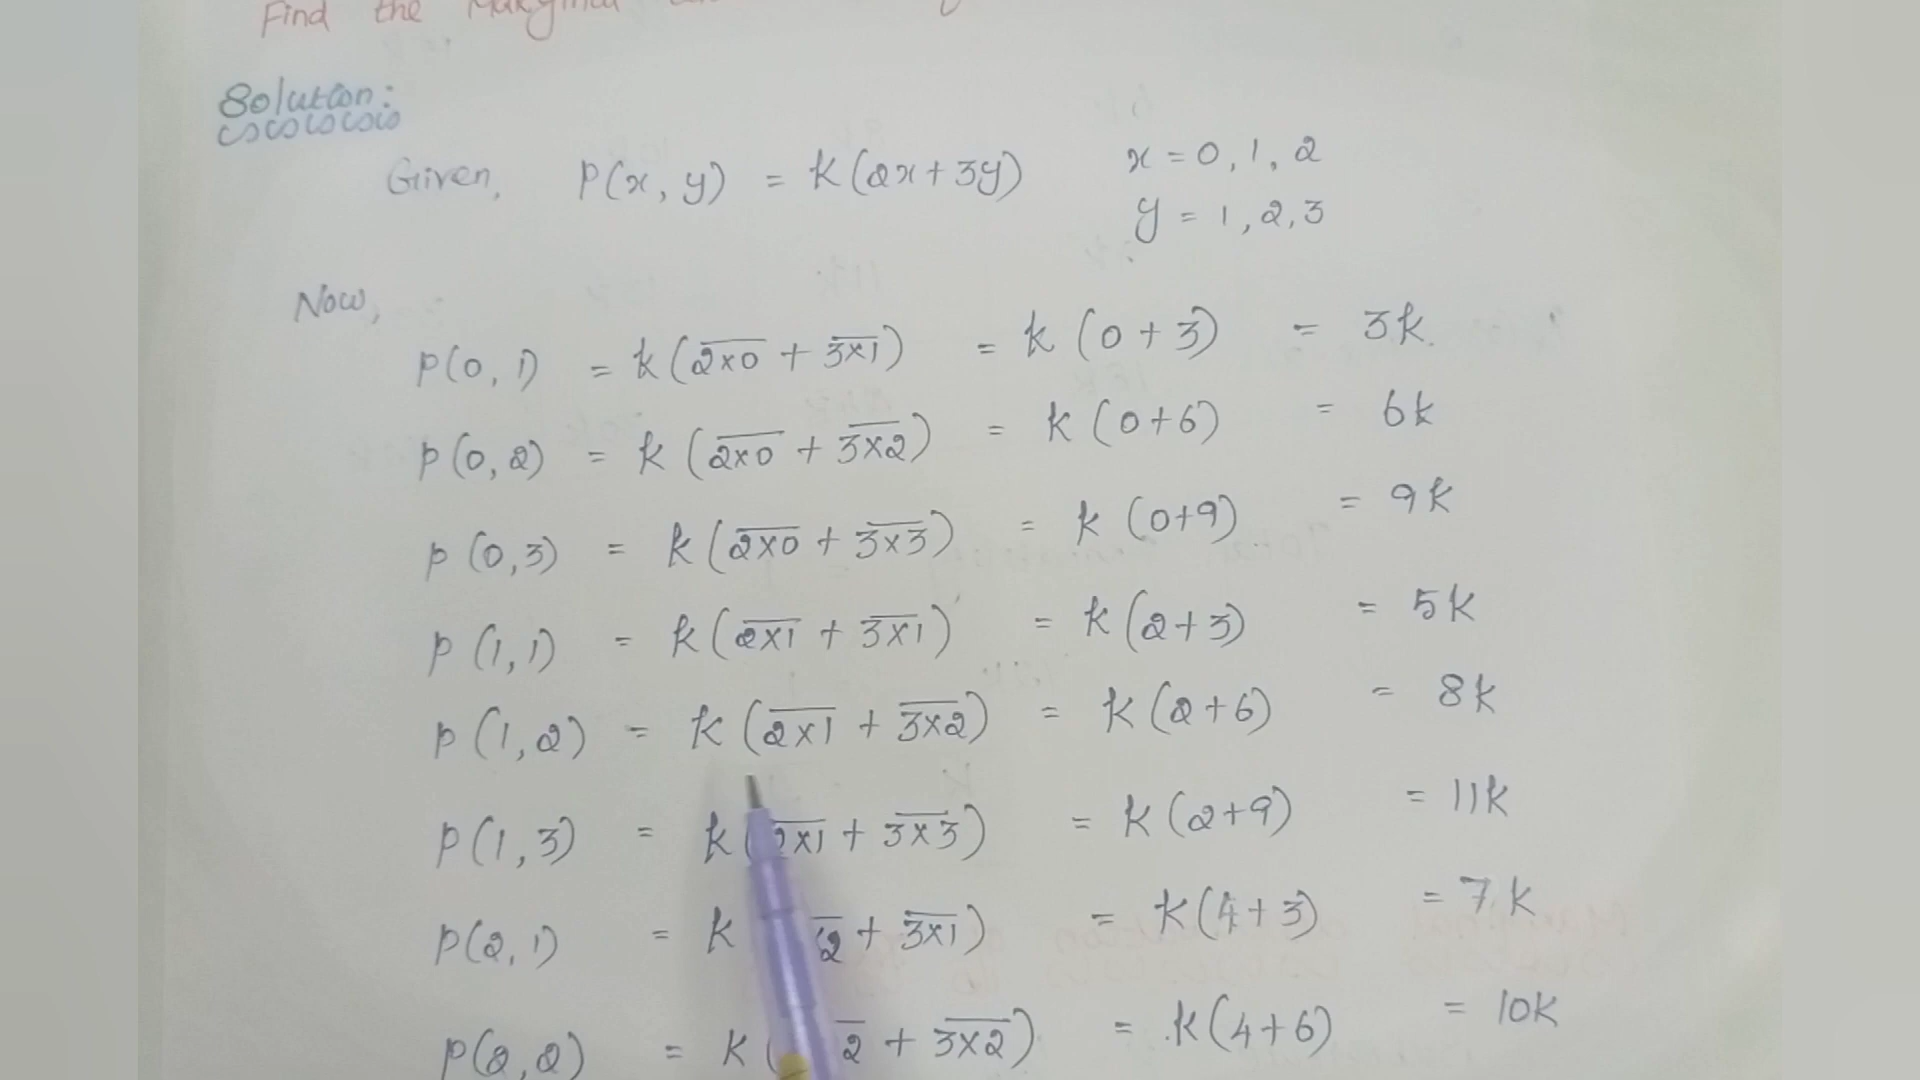 Find the
Solution:
Given, P(x, y) = k(2x + 3y) x = 0, 1, 2
y = 1, 2, 3
Now,
P(0, 1) = k(2×0 + 3×1) = k (0 + 3) = 3k.
P(0, 2) = k (2×0 + 3×2) = k (0+6) = 6k
P(0,3) = k(2×0 + 3×3) = k (0+9) = 9k
P(1,1) = k(2×1 + 3×1) = k(2+3) = 5k
P(1,2) = k(2×1 + 3×2) = k(2+6) = 8k
P(1,3) = k(2×1 + 3×3) = k(2+9) = 11k
P(2,1) = k 2 + 3×1) = k(4+3) = 7k
P(2,2) = k( 2 + 3×2) = k(4+6) = 10k